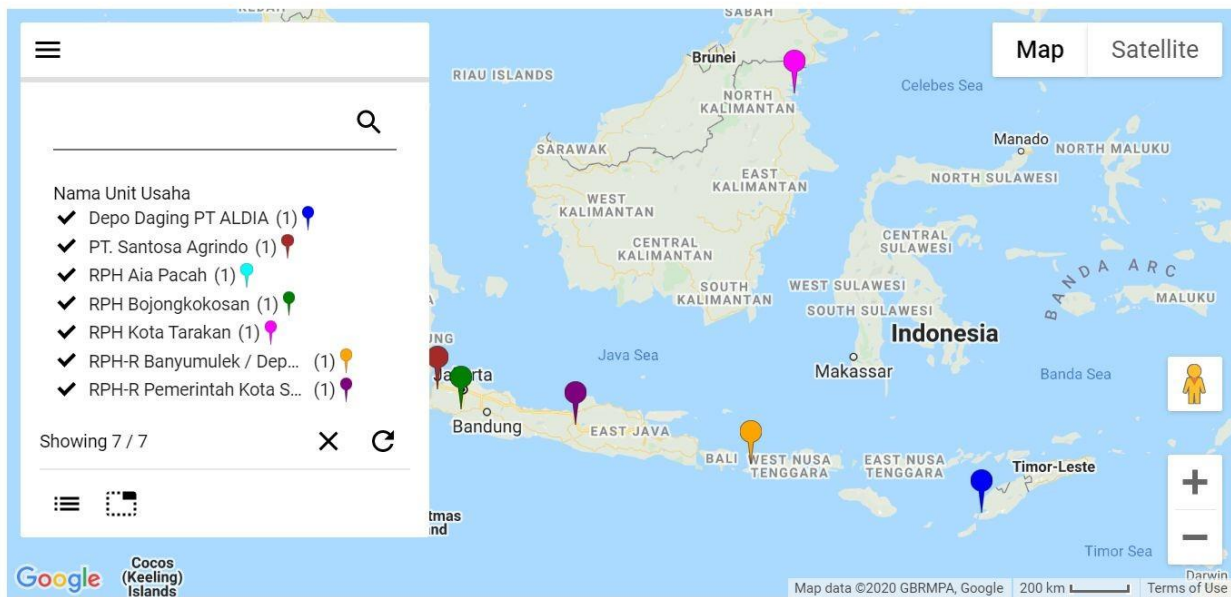 Nama Unit Usaha
Depo Daging PT ALDIA (1)
PT. Santosa Agrindo (1)
RPH Aia Pacah (1)
RPH Bojongkokosan (1)
RPH Kota Tarakan (1)
RPH-R Banyumulek / Dep... (1)
RPH-R Pemerintah Kota S... (1)
Showing 7 / 7
Map Satellite
SABAH
Brunei
RIAU ISLANDS
Celebes Sea
NORTH
KALIMANTAN
SARAWAK
Manado
NORTH MALUKU
NORTH SULAWESI
EAST
KALIMANTAN
WEST
KALIMANTAN
CENTRAL
KALIMANTAN
CENTRAL
SULAWESI
SOUTH
KALIMANTAN
WEST SULAWESI
SOUTH SULAWESI
BANDA ARC
MALUKU
Indonesia
Java Sea
Makassar
Banda Sea
UNG
Bandung
EAST JAVA
BALI
WEST NUSA
TENGGARA
EAST NUSA
TENGGARA
Timor-Leste
tmas
nd
Timor Sea
Darwin
Cocos
(Keeling)
Islands
Google
Map data ©2020 GBRMPA, Google 200 km Terms of Use